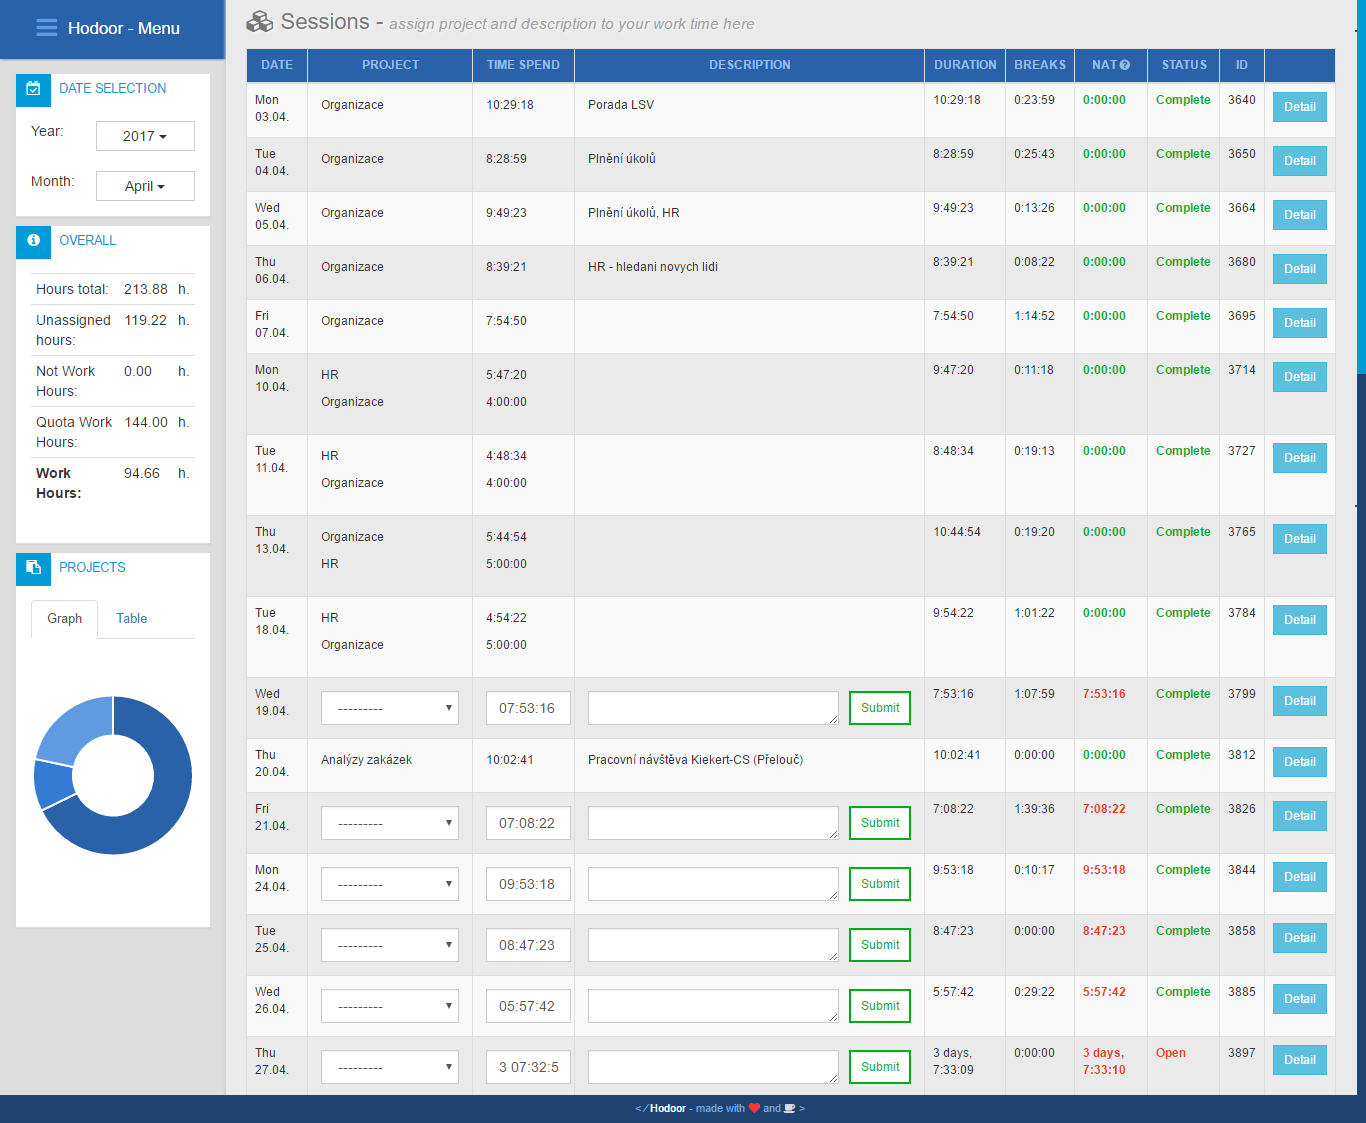 Hodoor - Menu
DATE SELECTION
Year: 2017
Month: April
OVERALL
Hours total: 213.88 h.
Unassigned hours: 119.22 h.
Not Work Hours: 0.00 h.
Quota Work Hours: 144.00 h.
Work Hours: 94.66 h.
PROJECTS
Graph Table
Sessions - assign project and description to your work time here
DATE PROJECT TIME SPEND DESCRIPTION DURATION BREAKS NAT STATUS ID
Mon 03.04. Organizace 10:29:18 Porada LSV 10:29:18 0:23:59 0:00:00 Complete 3640 Detail
Tue 04.04. Organizace 8:28:59 Plnění úkolů 8:28:59 0:25:43 0:00:00 Complete 3650 Detail
Wed 05.04. Organizace 9:49:23 Plnění úkolů, HR 9:49:23 0:13:26 0:00:00 Complete 3664 Detail
Thu 06.04. Organizace 8:39:21 HR - hledani novych lidi 8:39:21 0:08:22 0:00:00 Complete 3680 Detail
Fri 07.04. Organizace 7:54:50 7:54:50 1:14:52 0:00:00 Complete 3695 Detail
Mon 10.04. HR 5:47:20 9:47:20 0:11:18 0:00:00 Complete 3714 Detail
Organizace 4:00:00
Tue 11.04. HR 4:48:34 8:48:34 0:19:13 0:00:00 Complete 3727 Detail
Organizace 4:00:00
Thu 13.04. Organizace 5:44:54 10:44:54 0:19:20 0:00:00 Complete 3765 Detail
HR 5:00:00
Tue 18.04. HR 4:54:22 9:54:22 1:01:22 0:00:00 Complete 3784 Detail
Organizace 5:00:00
Wed 19.04. --------- 07:53:16 Submit 7:53:16 1:07:59 7:53:16 Complete 3799 Detail
Thu 20.04. Analýzy zakázek 10:02:41 Pracovní návštěva Kiekert-CS (Přelouč) 10:02:41 0:00:00 0:00:00 Complete 3812 Detail
Fri 21.04. --------- 07:08:22 Submit 7:08:22 1:39:36 7:08:22 Complete 3826 Detail
Mon 24.04. --------- 09:53:18 Submit 9:53:18 0:10:17 9:53:18 Complete 3844 Detail
Tue 25.04. --------- 08:47:23 Submit 8:47:23 0:00:00 8:47:23 Complete 3858 Detail
Wed 26.04. --------- 05:57:42 Submit 5:57:42 0:29:22 5:57:42 Complete 3885 Detail
Thu 27.04. --------- 3 07:32:5 Submit 3 days, 7:33:09 0:00:00 3 days, 7:33:10 Open 3897 Detail
</Hodoor - made with and >